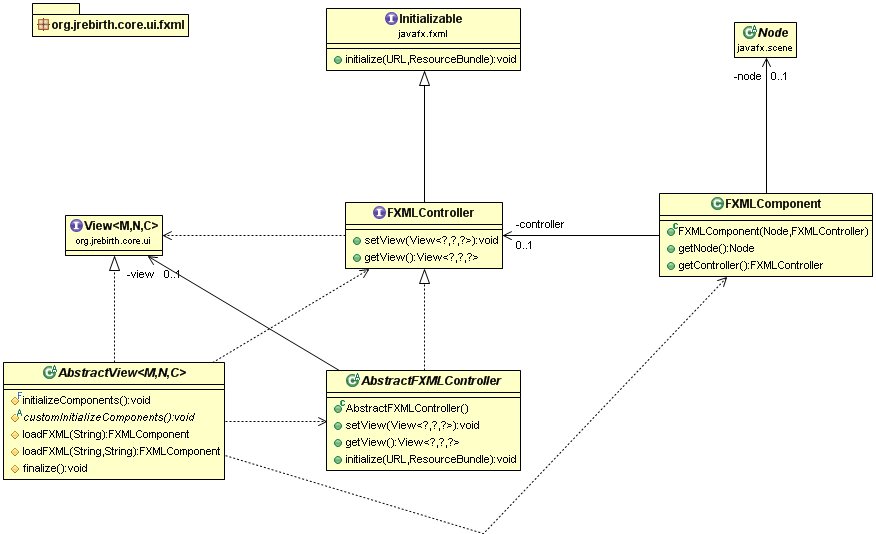 org.jrebirth.core.ui.fxml
Initializable
javafx.fxml
initialize(URL,ResourceBundle):void
Node
javafx.scene
-node 0..1
View<M,N,C>
org.jrebirth.core.ui
-view 0..1
FXMLController
setView(View<?,?,?>):void
getView():View<?,?,?>
-controller
0..1
FXMLComponent
FXMLComponent(Node,FXMLController)
getNode():Node
getController():FXMLController
AbstractView<M,N,C>
initializeComponents():void
customInitializeComponents():void
loadFXML(String):FXMLComponent
loadFXML(String,String):FXMLComponent
finalize():void
AbstractFXMLController
AbstractFXMLController()
setView(View<?,?,?>):void
getView():View<?,?,?>
initialize(URL,ResourceBundle):void